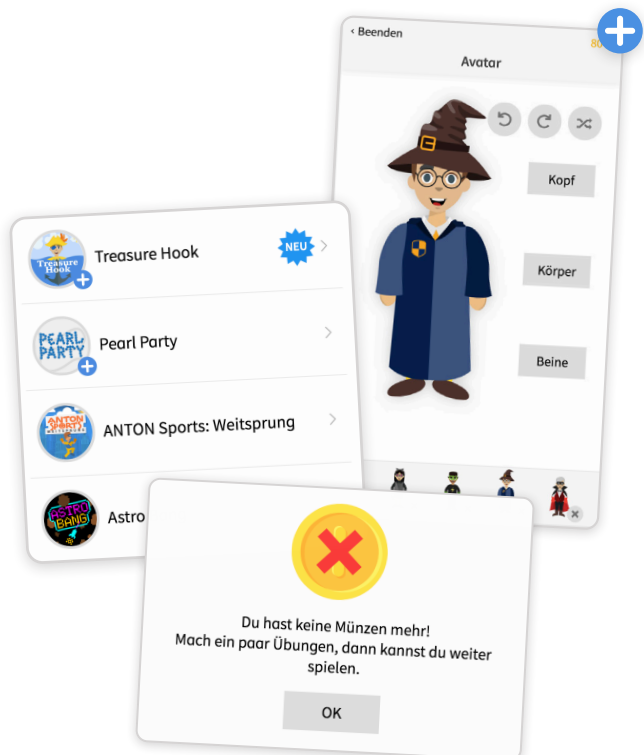 ‹ Beenden
Avatar
Kopf
Körper
Beine
Treasure Hook
Treasure Hook
NEU
PEARL PARTY
Pearl Party
ANTON SPORTS
ANTON Sports: Weitsprung
ASTRO BANG
Astro
Du hast keine Münzen mehr!
Mach ein paar Übungen, dann kannst du weiter
spielen.
OK